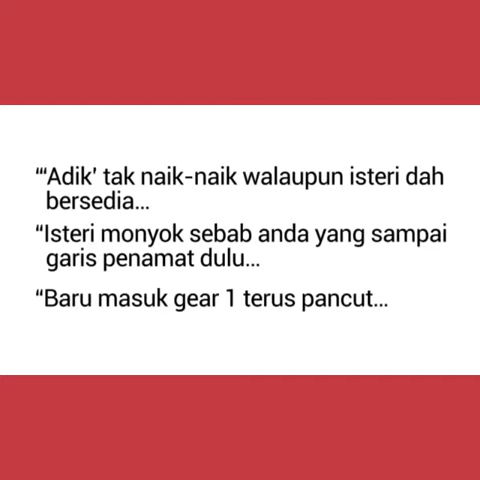 “‘Adik’ tak naik-naik walaupun isteri dah
bersedia...
“Isteri monyok sebab anda yang sampai
garis penamat dulu...
“Baru masuk gear 1 terus pancut...